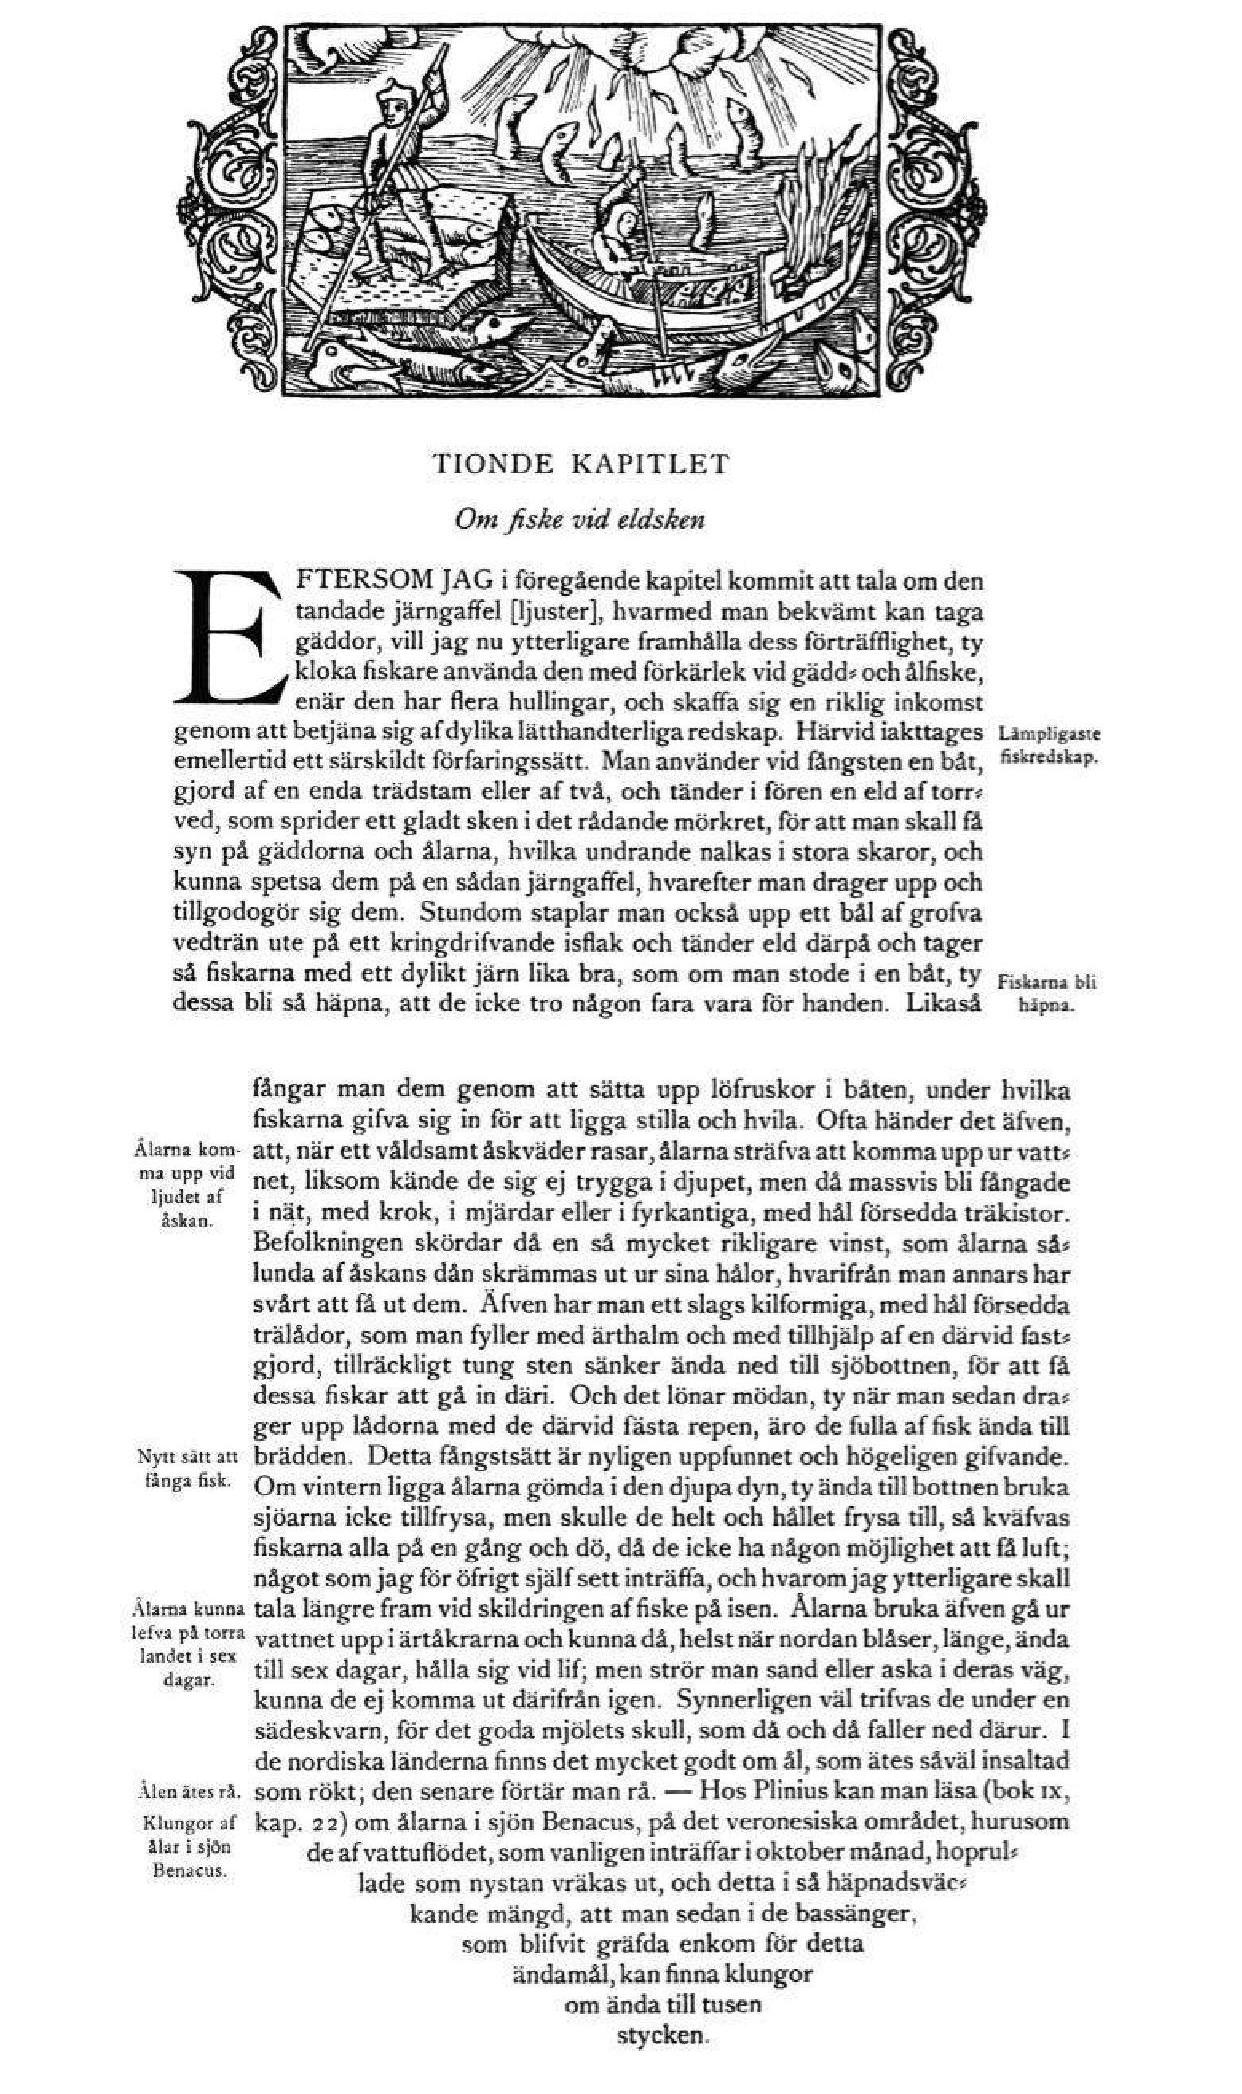 TIONDE KAPITLET
Om fiske vid eldsken
EFTERSOM JAG i föregående kapitel kommit att tala om den
tandade järngaffel [ljuster], hvarmed man bekvämt kan taga
gäddor, vill jag nu ytterligare framhålla dess förträfflighet, ty
kloka fiskare använda den med förkärlek vid gädd⸗ och ålfiske,
enär den har flera hullingar, och skaffa sig en riklig inkomst
genom att betjäna sig af dylika lätthandterliga redskap. Härvid iakttages
Lämpligaste
emellertid ett särskildt förfaringssätt. Man använder vid fångsten en båt,
fiskredskap.
gjord af en enda trädstam eller af två, och tänder i fören en eld af torr⸗
ved, som sprider ett gladt sken i det rådande mörkret, för att man skall få
syn på gäddorna och ålarna, hvilka undrande nalkas i stora skaror, och
kunna spetsa dem på en sådan järngaffel, hvarefter man drager upp och
tillgodogör sig dem. Stundom staplar man också upp ett bål af grofva
vedträn ute på ett kringdrifvande isflak och tänder eld därpå och tager
så fiskarna med ett dylikt järn lika bra, som om man stode i en båt, ty
Fiskarna bli
dessa bli så häpna, att de icke tro någon fara vara för handen. Likaså
häpna.
fångar man dem genom att sätta upp löfruskor i båten, under hvilka
fiskarna gifva sig in för att ligga stilla och hvila. Ofta händer det äfven,
Ålarna kom-
att, när ett våldsamt åskväder rasar, ålarna sträfva att komma upp ur vatt⸗
ma upp vid
net, liksom kände de sig ej trygga i djupet, men då massvis bli fångade
ljudet af
i nät, med krok, i mjärdar eller i fyrkantiga, med hål försedda träkistor.
åskan.
Befolkningen skördar då en så mycket rikligare vinst, som ålarna så⸗
lunda af åskans dån skrämmas ut ur sina hålor, hvarifrån man annars har
svårt att få ut dem. Äfven har man ett slags kilformiga, med hål försedda
trälådor, som man fyller med ärthalm och med tillhjälp af en därvid fast⸗
gjord, tillräckligt tung sten sänker ända ned till sjöbottnen, för att få
dessa fiskar att gå in däri. Och det lönar mödan, ty när man sedan dra⸗
ger upp lådorna med de därvid fästa repen, äro de fulla af fisk ända till
Nytt sätt att
brädden. Detta fångstsätt är nyligen uppfunnet och högeligen gifvande.
fånga fisk.
Om vintern ligga ålarna gömda i den djupa dyn, ty ända till bottnen bruka
sjöarna icke tillfrysa, men skulle de helt och hållet frysa till, så kväfvas
fiskarna alla på en gång och dö, då de icke ha någon möjlighet att få luft;
något som jag för öfrigt själf sett inträffa, och hvarom jag ytterligare skall
Ålarna kunna
tala längre fram vid skildringen af fiske på isen. Ålarna bruka äfven gå ur
lefva på torra
vattnet upp i ärtåkrarna och kunna då, helst när nordan blåser, länge, ända
landet i sex
till sex dagar, hålla sig vid lif; men strör man sand eller aska i deras väg,
dagar.
kunna de ej komma ut därifrån igen. Synnerligen väl trifvas de under en
sädeskvarn, för det goda mjölets skull, som då och då faller ned därur. I
de nordiska länderna finns det mycket godt om ål, som ätes såväl insaltad
Ålen ätes rå.
som rökt; den senare förtär man rå. — Hos Plinius kan man läsa (bok IX,
Klungor af
kap. 22) om ålarna i sjön Benacus, på det veronesiska området, hurusom
ålar i sjön
de af vattuflödet, som vanligen inträffar i oktober månad, hoprul⸗
Benacus.
lade som nystan vräkas ut, och detta i så häpnadsväc⸗
kande mängd, att man sedan i de bassänger,
som blifvit gräfda enkom för detta
ändamål, kan finna klungor
om ända till tusen
stycken.